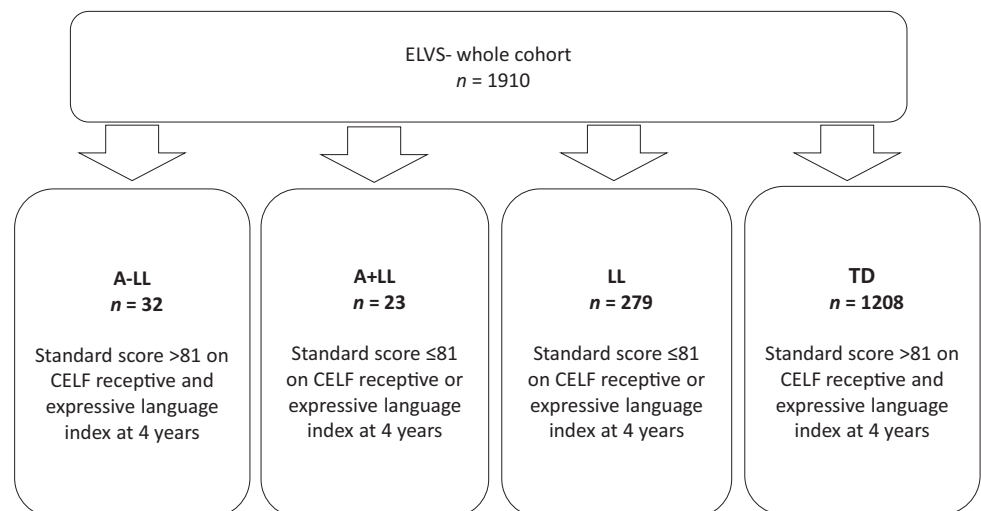 ELVS- whole cohort
n = 1910
A-LL
n = 32
Standard score >81 on
CELF receptive and
expressive language
index at 4 years
A+LL
n = 23
Standard score ≤81
on CELF receptive or
expressive language
index at 4 years
LL
n = 279
Standard score ≤81
on CELF receptive or
expressive language
index at 4 years
TD
n = 1208
Standard score >81 on
CELF receptive and
expressive language
index at 4 years